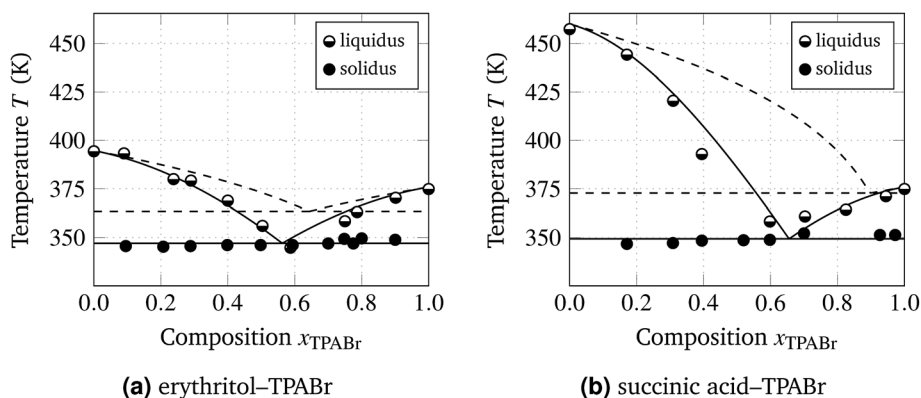 450
425
400
375
350
Temperature T (K)
liquidus
solidus
0.0 0.2 0.4 0.6 0.8 1.0
Composition xTPABr
(a) erythritol–TPABr
450
425
400
375
350
Temperature T (K)
liquidus
solidus
0.0 0.2 0.4 0.6 0.8 1.0
Composition xTPABr
(b) succinic acid–TPABr